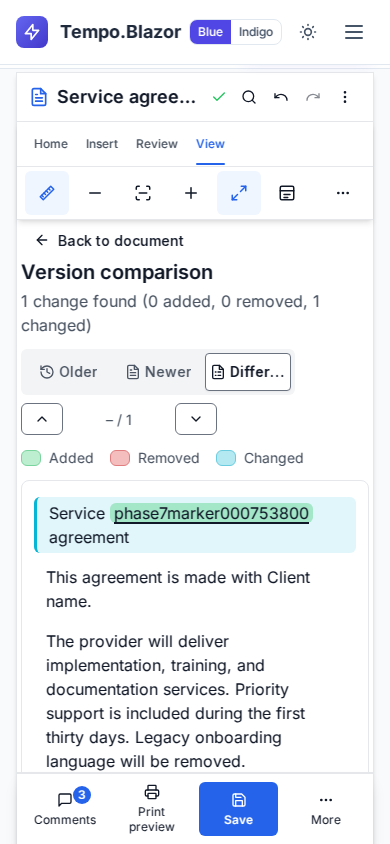 Tempo.Blazor Blue Indigo
Service agree...
Home Insert Review View
Back to document
Version comparison
1 change found (0 added, 0 removed, 1
changed)
Older Newer Differ...
– / 1
Added Removed Changed
Service phase7marker000753800
agreement
This agreement is made with Client
name.
The provider will deliver
implementation, training, and
documentation services. Priority
support is included during the first
thirty days. Legacy onboarding
language will be removed.
3
Comments
Print
preview
Save
More